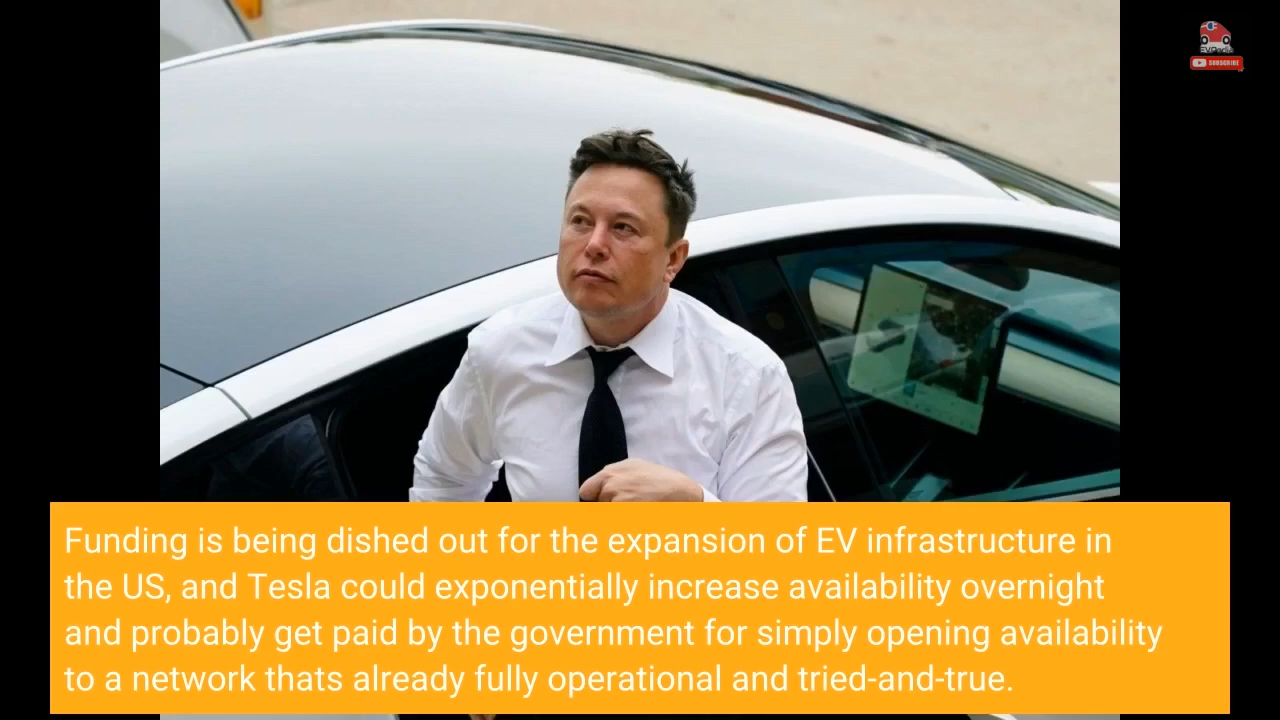 SUBSCRIBE
Funding is being dished out for the expansion of EV infrastructure in
the US, and Tesla could exponentially increase availability overnight
and probably get paid by the government for simply opening availability
to a network thats already fully operational and tried-and-true.